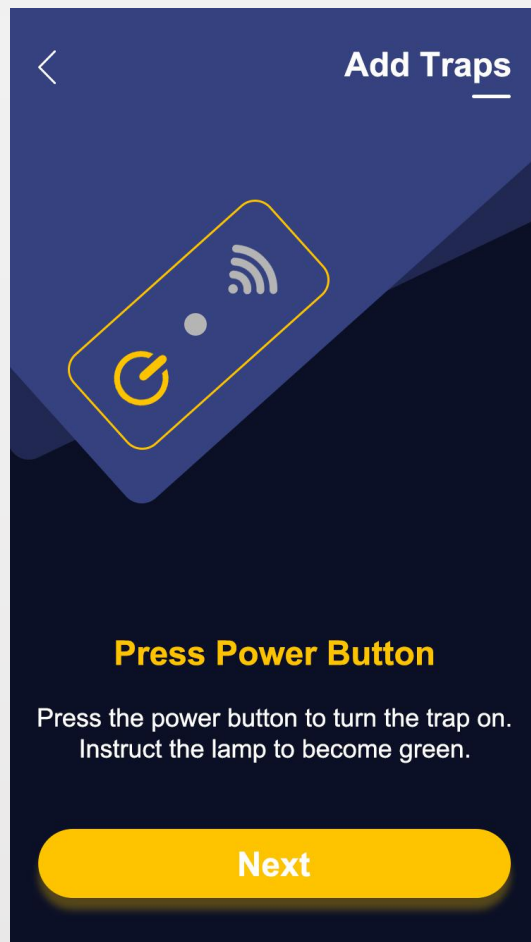 Add Traps
Press Power Button
Press the power button to turn the trap on.
Instruct the lamp to become green.
Next